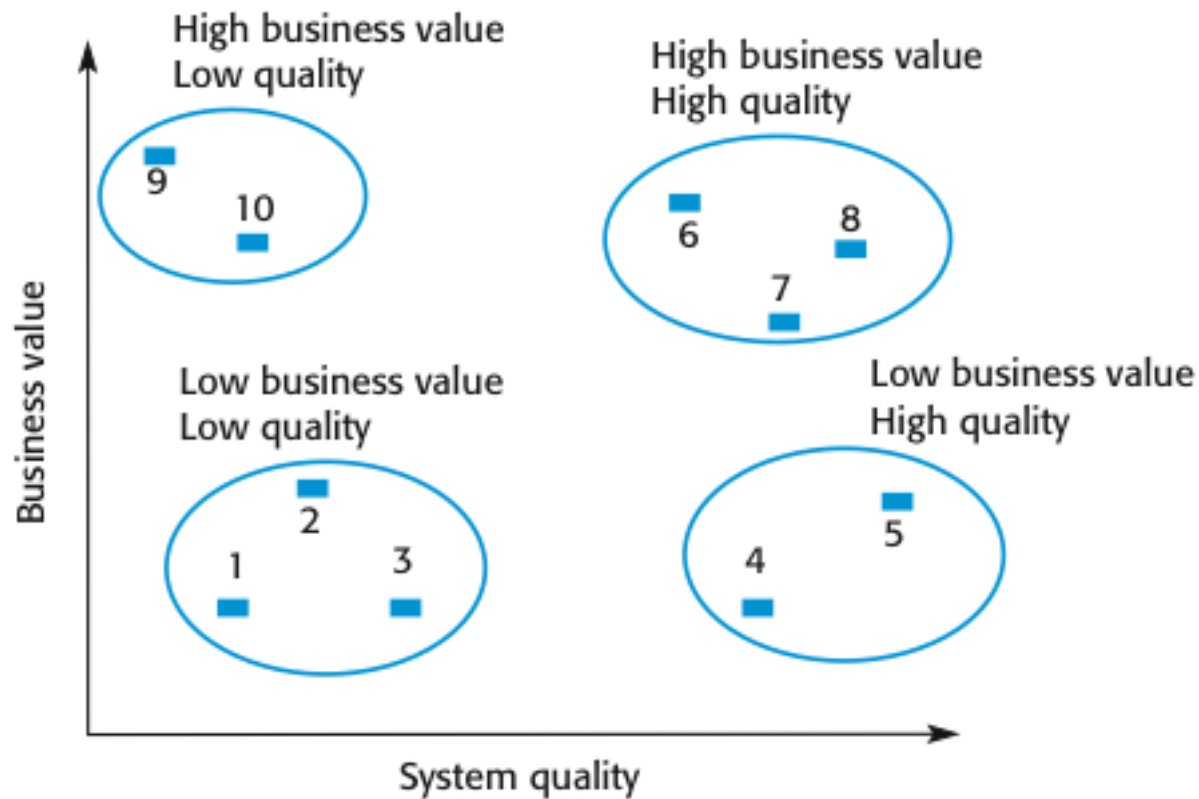 High business value
Low quality
High business value
High quality
9
10
6
8
7
Business value
Low business value
Low quality
Low business value
High quality
2
1
3
5
4
System quality